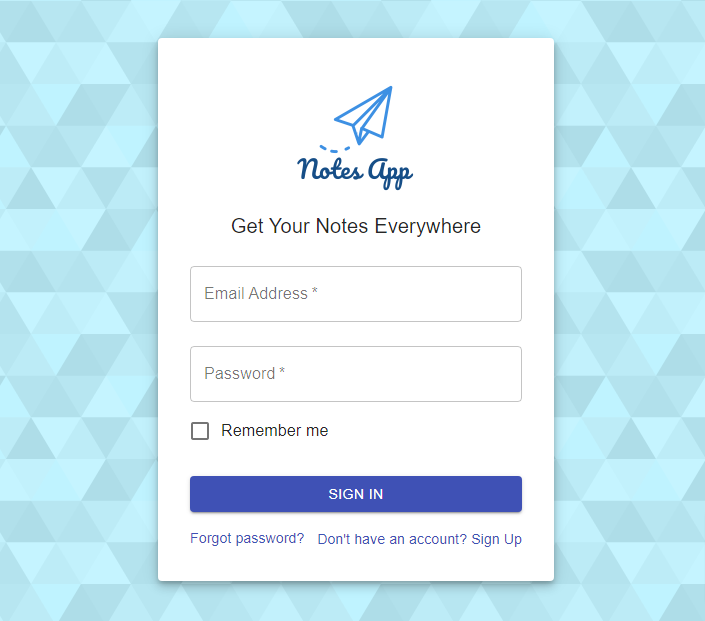 Notes App
Get Your Notes Everywhere
Email Address *
Password *
Remember me
SIGN IN
Forgot password? Don't have an account? Sign Up